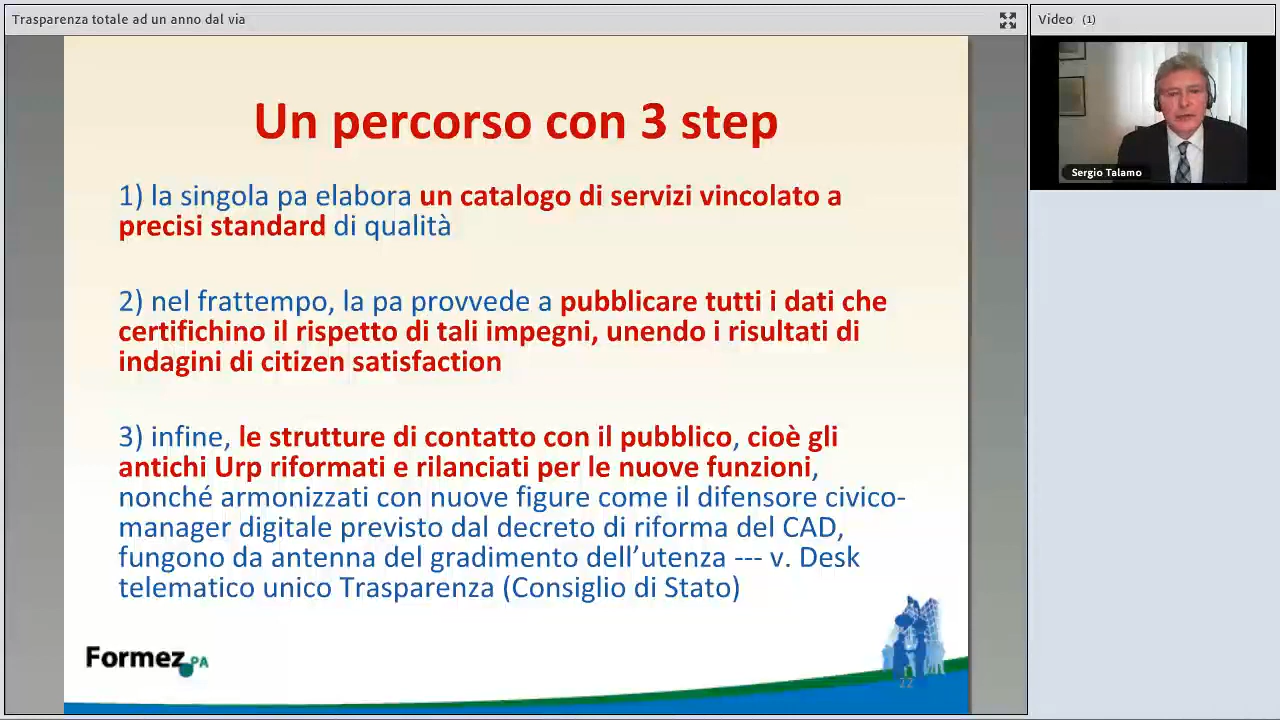 Trasparenza totale ad un anno dal via
Video (1)
Sergio Talamo
Un percorso con 3 step
1) la singola pa elabora un catalogo di servizi vincolato a
precisi standard di qualità
2) nel frattempo, la pa provvede a pubblicare tutti i dati che
certifichino il rispetto di tali impegni, unendo i risultati di
indagini di citizen satisfaction
3) infine, le strutture di contatto con il pubblico, cioè gli
antichi Urp riformati e rilanciati per le nuove funzioni,
nonché armonizzati con nuove figure come il difensore civico-
manager digitale previsto dal decreto di riforma del CAD,
fungono da antenna del gradimento dell’utenza --- v. Desk
telematico unico Trasparenza (Consiglio di Stato)
Formez PA
22